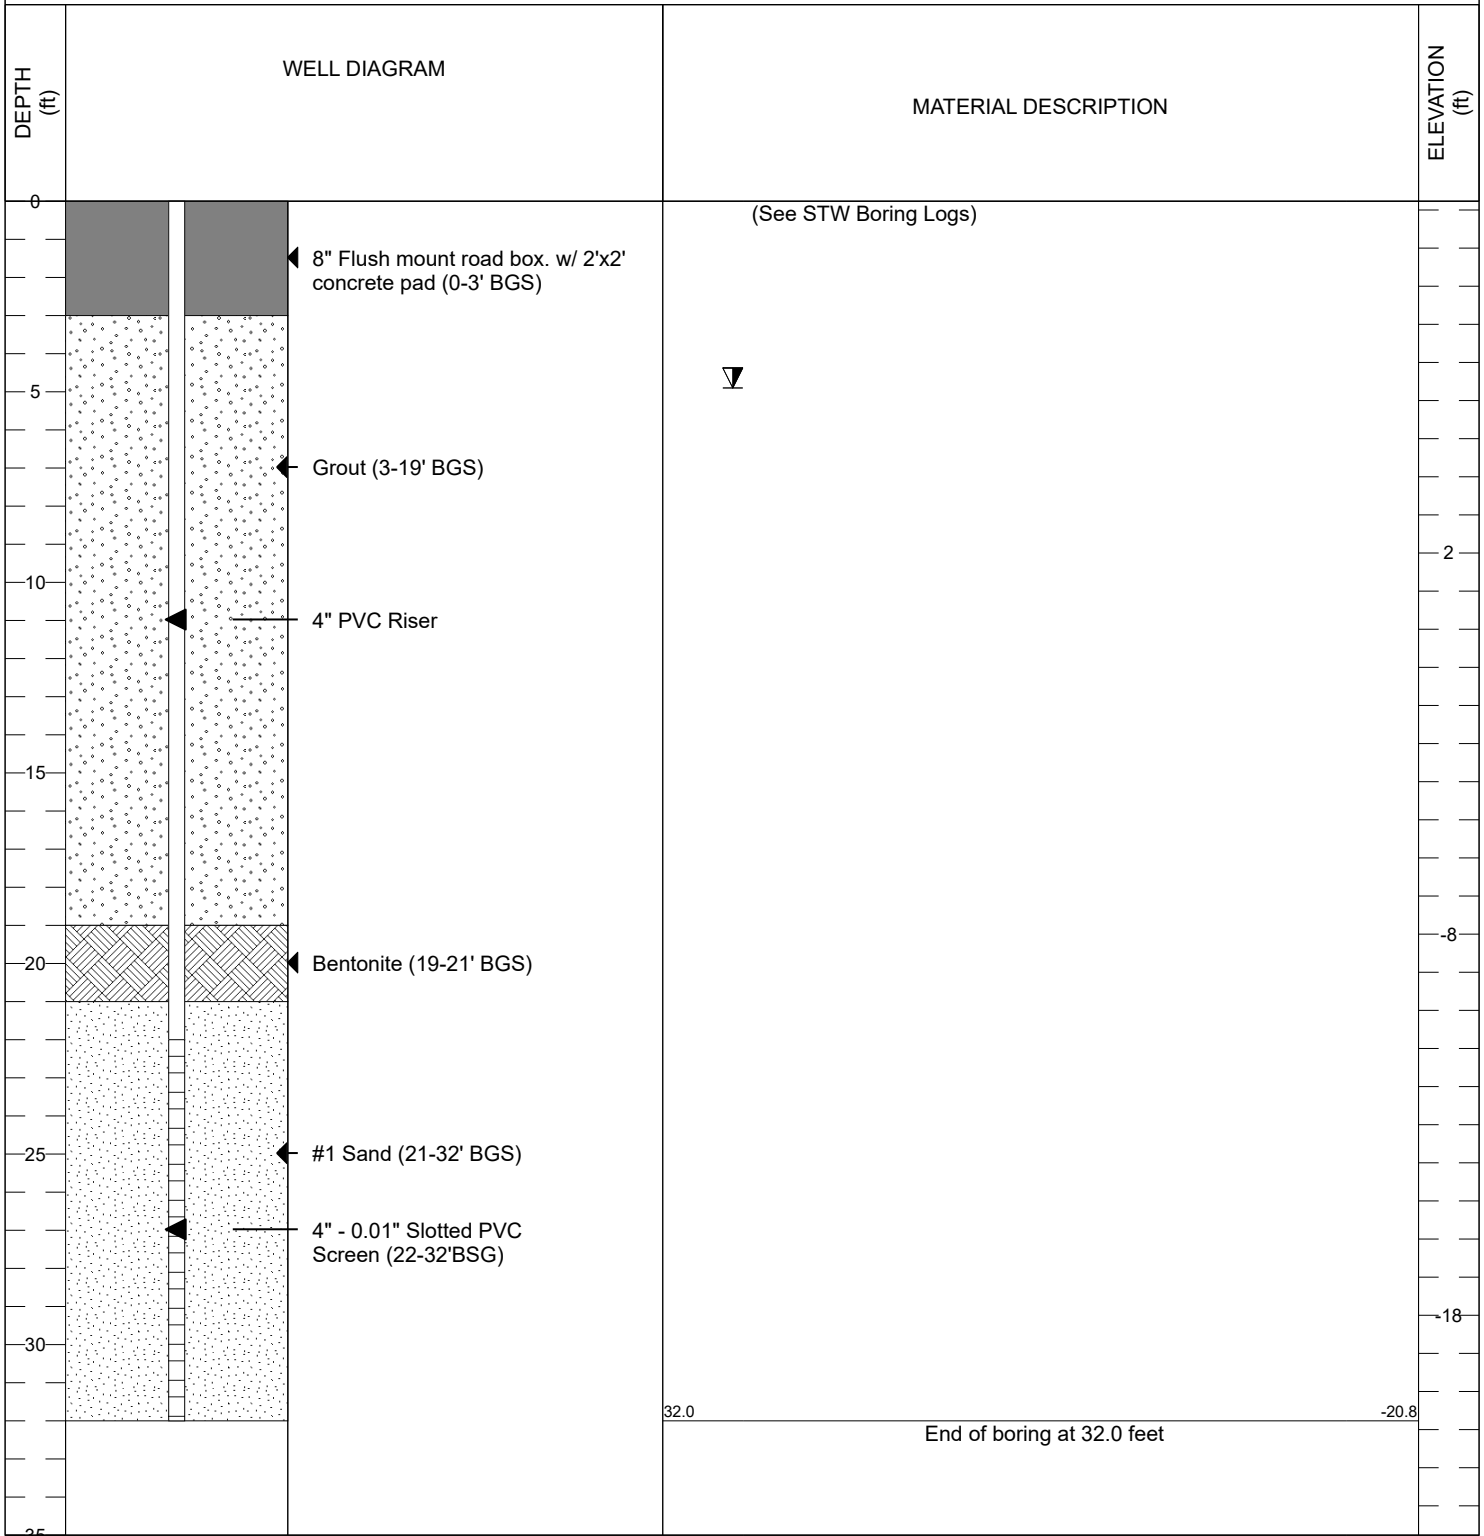 DEPTH
(ft)
WELL DIAGRAM
MATERIAL DESCRIPTION
ELEVATION
(ft)
0
(See STW Boring Logs)
8" Flush mount road box. w/ 2'x2'
concrete pad (0-3' BGS)
5
Grout (3-19' BGS)
2
10
4" PVC Riser
15
-8
20
Bentonite (19-21' BGS)
25
#1 Sand (21-32' BGS)
4" - 0.01" Slotted PVC
Screen (22-32'BSG)
-18
30
32.0
-20.8
End of boring at 32.0 feet
35